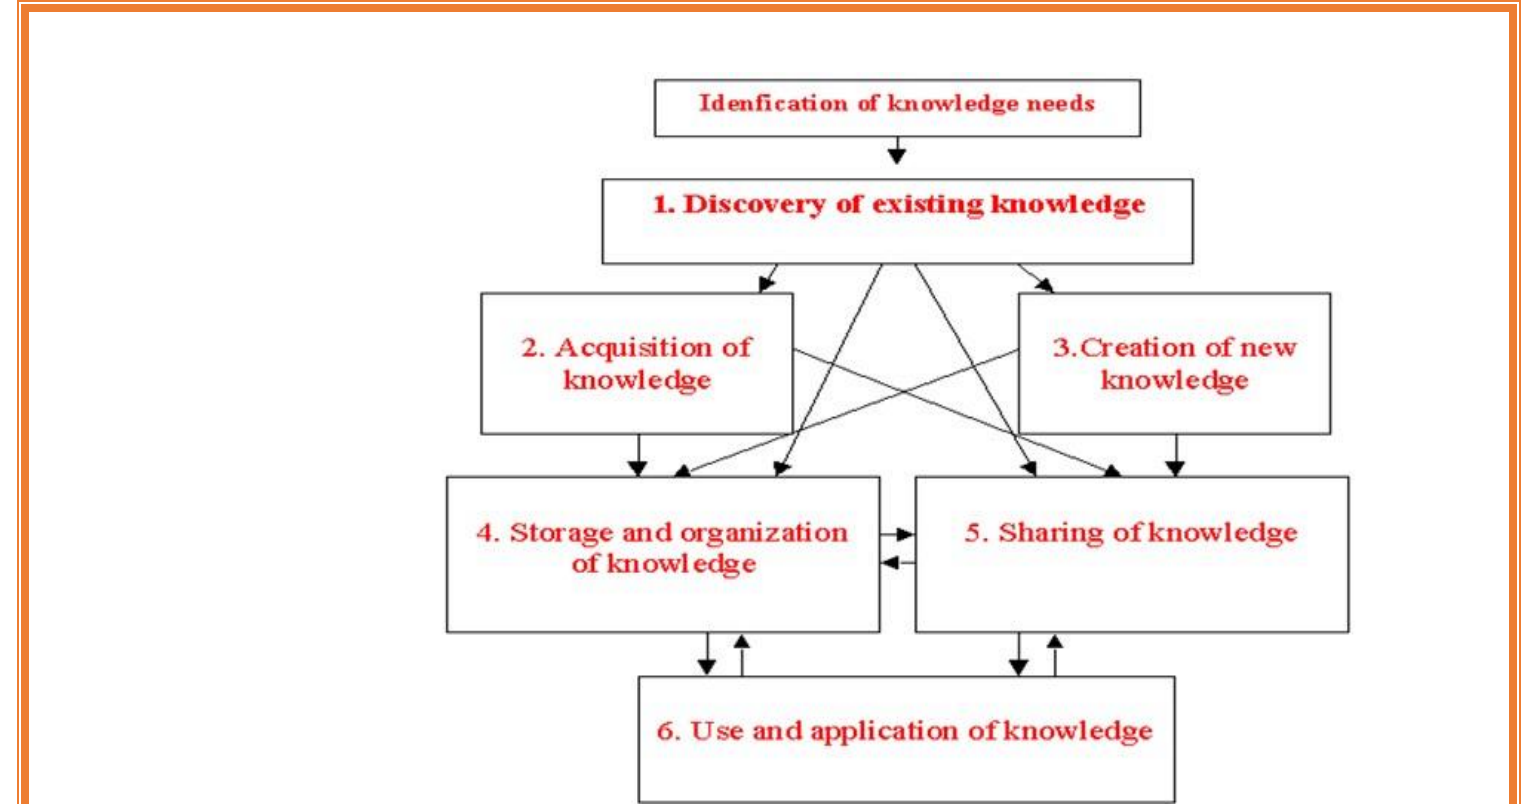 Idenfication of knowledge needs
1. Discovery of existing knowledge
2. Acquisition of
knowledge
3.Creation of new
knowledge
4. Storage and organization
of knowledge
5. Sharing of knowledge
6. Use and application of knowledge